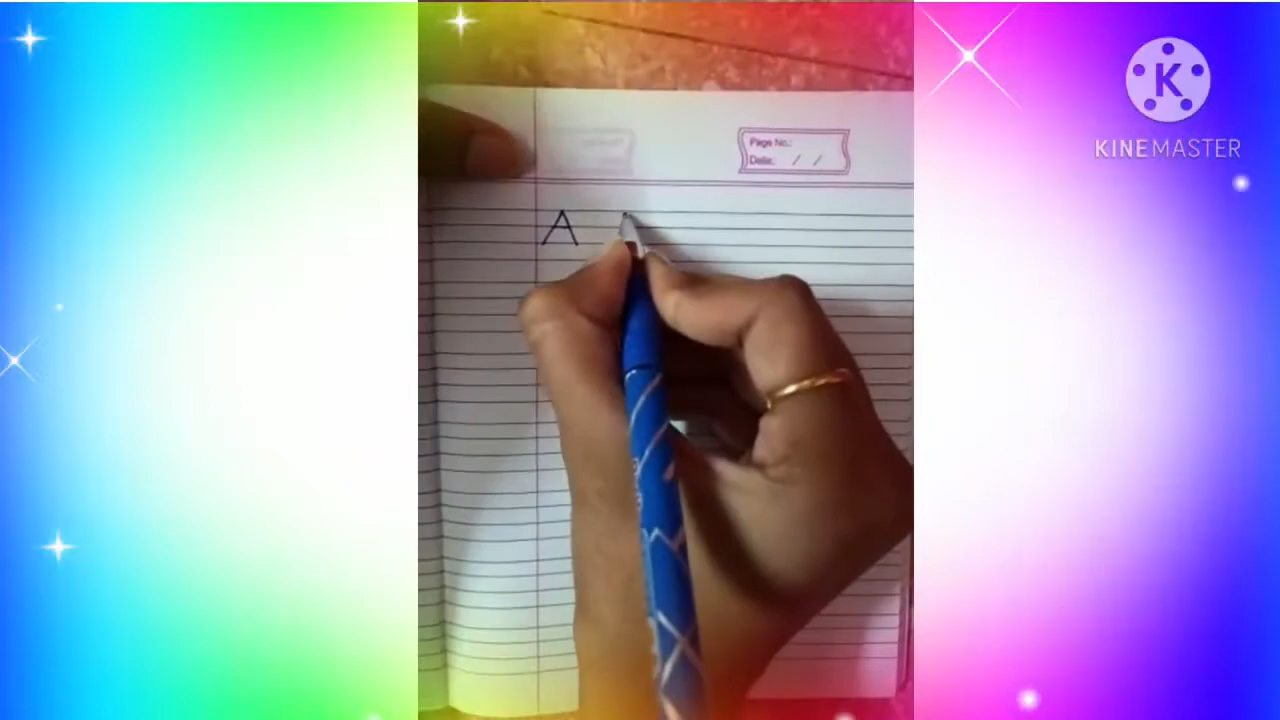 K
KINEMASTER
Page No.:
Date: / /
A